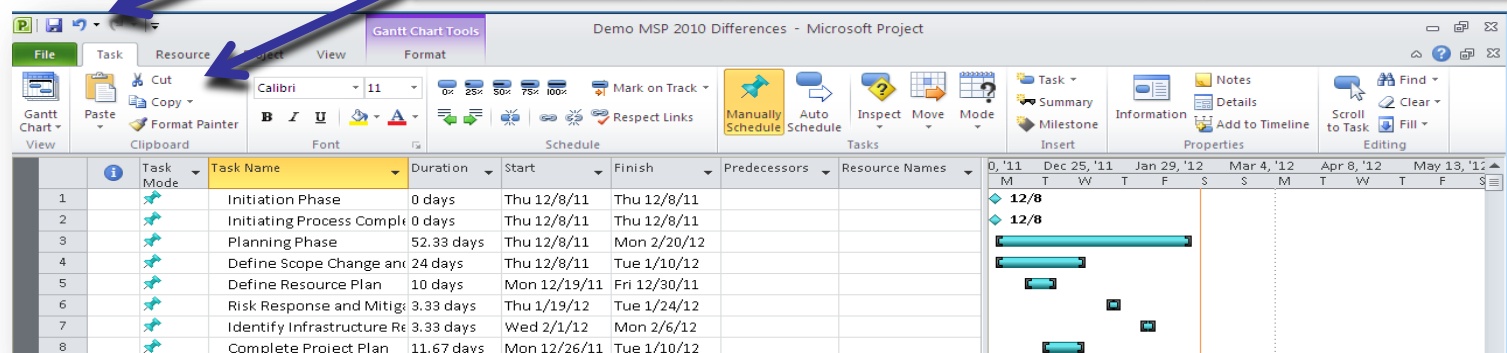 Gantt Chart Tools Demo MSP 2010 Differences - Microsoft Project
File Task Resource Project View Format
Gantt Chart View
Paste Cut Copy Format Painter Clipboard
Calibri 11 B I U A Font
0% 25% 50% 75% 100% Mark on Track Respect Links Schedule
Manually Schedule Auto Schedule Inspect Move Mode Tasks
Task Summary Milestone Insert
Information Notes Details Add to Timeline Properties
Scroll to Task Find Clear Fill Editing
Task Mode Task Name Duration Start Finish Predecessors Resource Names
0, '11 Dec 25, '11 Jan 29, '12 Mar 4, '12 Apr 8, '12 May 13, '12
M T W T F S S M T W T F S
1 Initiation Phase 0 days Thu 12/8/11 Thu 12/8/11 12/8
2 Initiating Process Comple 0 days Thu 12/8/11 Thu 12/8/11 12/8
3 Planning Phase 52.33 days Thu 12/8/11 Mon 2/20/12
4 Define Scope Change and 24 days Thu 12/8/11 Tue 1/10/12
5 Define Resource Plan 10 days Mon 12/19/11 Fri 12/30/11
6 Risk Response and Mitiga 3.33 days Thu 1/19/12 Tue 1/24/12
7 Identify Infrastructure Re 3.33 days Wed 2/1/12 Mon 2/6/12
8 Complete Project Plan 11.67 days Mon 12/26/11 Tue 1/10/12